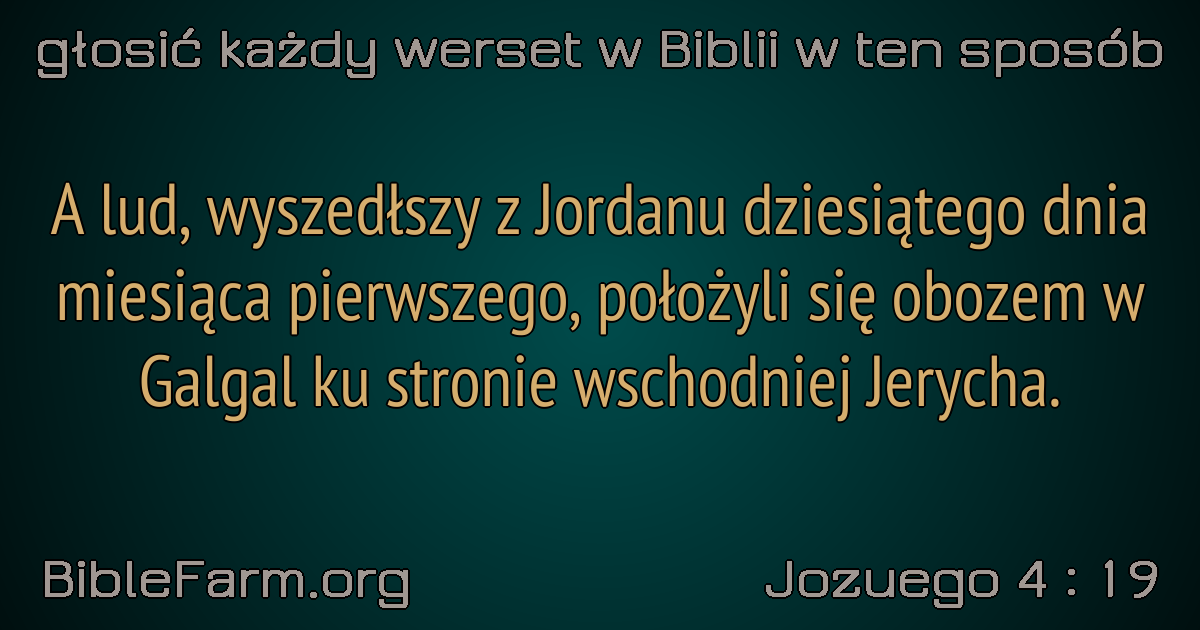 głosić każdy werset w Biblii w ten sposób
A lud, wyszedłszy z Jordanu dziesiątego dnia
miesiąca pierwszego, położyli się obozem w
Galgal ku stronie wschodniej Jerycha.
BibleFarm.org
Jozuego 4 : 19